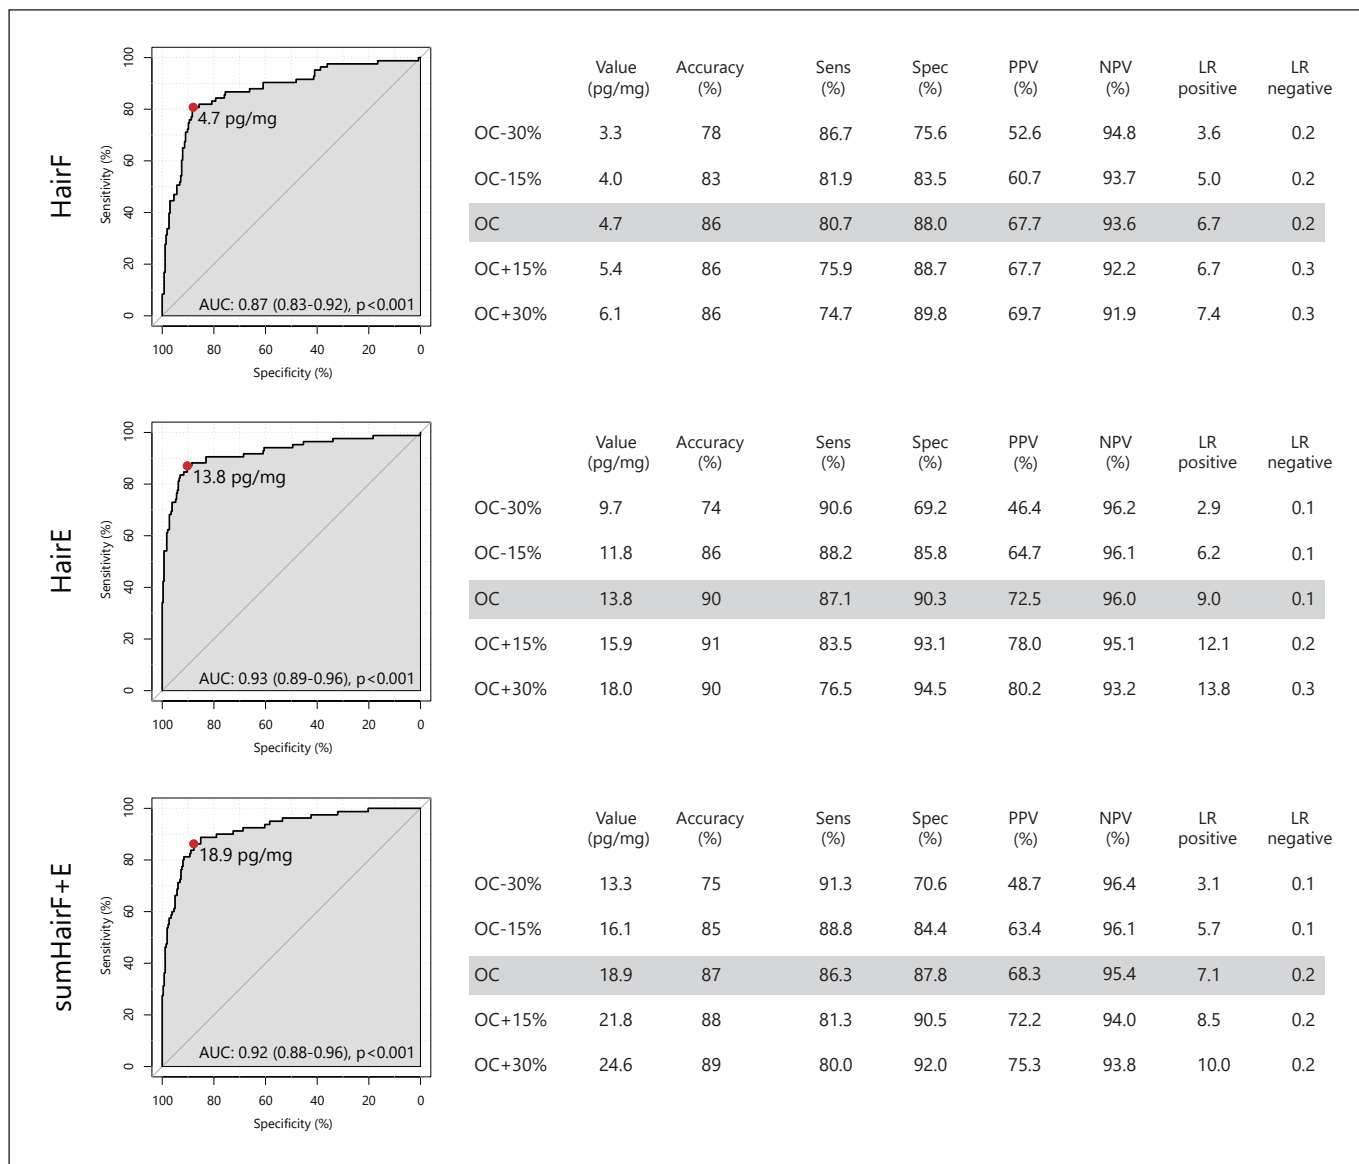 HairF
Sensitivity (%)
100
80
60
40
20
0
4.7 pg/mg
AUC: 0.87 (0.83-0.92), p<0.001
100 80 60 40 20 0
Specificity (%)
Value Accuracy Sens Spec PPV NPV LR LR
(pg/mg) (%) (%) (%) (%) (%) positive negative
OC-30% 3.3 78 86.7 75.6 52.6 94.8 3.6 0.2
OC-15% 4.0 83 81.9 83.5 60.7 93.7 5.0 0.2
OC 4.7 86 80.7 88.0 67.7 93.6 6.7 0.2
OC+15% 5.4 86 75.9 88.7 67.7 92.2 6.7 0.3
OC+30% 6.1 86 74.7 89.8 69.7 91.9 7.4 0.3
HairE
Sensitivity (%)
100
80
60
40
20
0
13.8 pg/mg
AUC: 0.93 (0.89-0.96), p<0.001
100 80 60 40 20 0
Specificity (%)
Value Accuracy Sens Spec PPV NPV LR LR
(pg/mg) (%) (%) (%) (%) (%) positive negative
OC-30% 9.7 74 90.6 69.2 46.4 96.2 2.9 0.1
OC-15% 11.8 86 88.2 85.8 64.7 96.1 6.2 0.1
OC 13.8 90 87.1 90.3 72.5 96.0 9.0 0.1
OC+15% 15.9 91 83.5 93.1 78.0 95.1 12.1 0.2
OC+30% 18.0 90 76.5 94.5 80.2 93.2 13.8 0.3
sumHairF+E
Sensitivity (%)
100
80
60
40
20
0
18.9 pg/mg
AUC: 0.92 (0.88-0.96), p<0.001
100 80 60 40 20 0
Specificity (%)
Value Accuracy Sens Spec PPV NPV LR LR
(pg/mg) (%) (%) (%) (%) (%) positive negative
OC-30% 13.3 75 91.3 70.6 48.7 96.4 3.1 0.1
OC-15% 16.1 85 88.8 84.4 63.4 96.1 5.7 0.1
OC 18.9 87 86.3 87.8 68.3 95.4 7.1 0.2
OC+15% 21.8 88 81.3 90.5 72.2 94.0 8.5 0.2
OC+30% 24.6 89 80.0 92.0 75.3 93.8 10.0 0.2